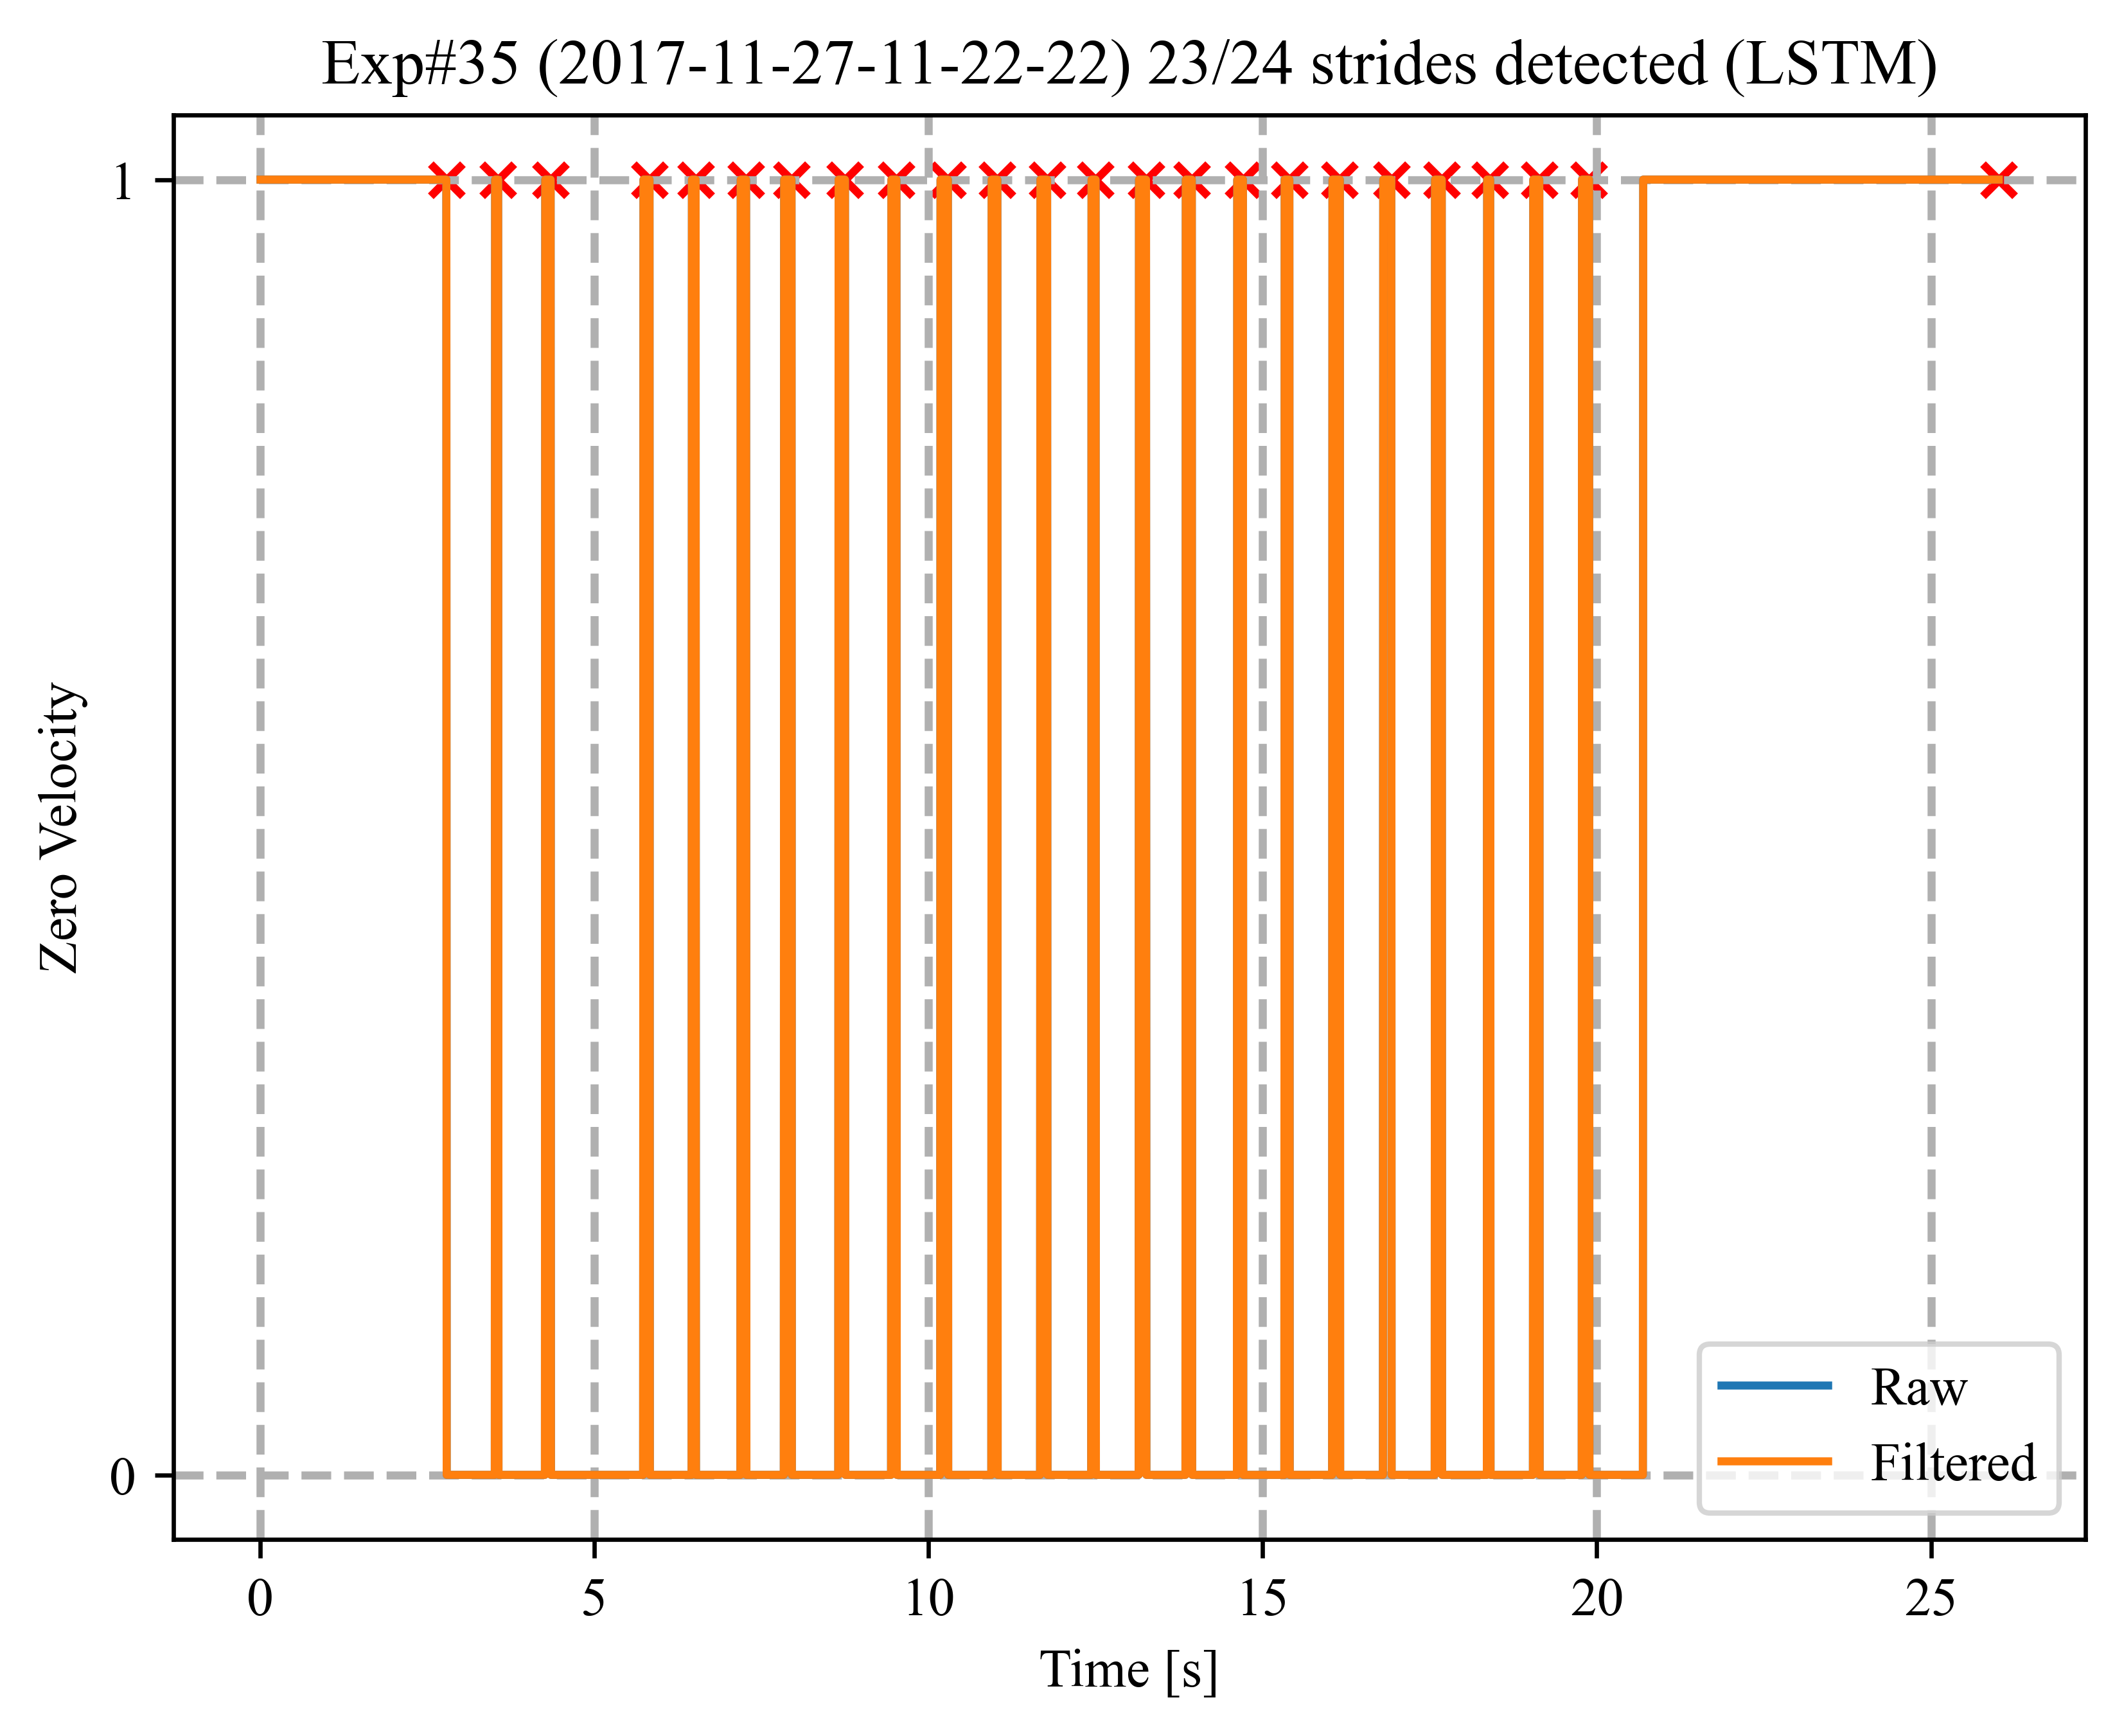 Exp#35 (2017-11-27-11-22-22) 23/24 strides detected (LSTM)
1
Zero Velocity
0
Raw
Filtered
0 5 10 15 20 25
Time [s]